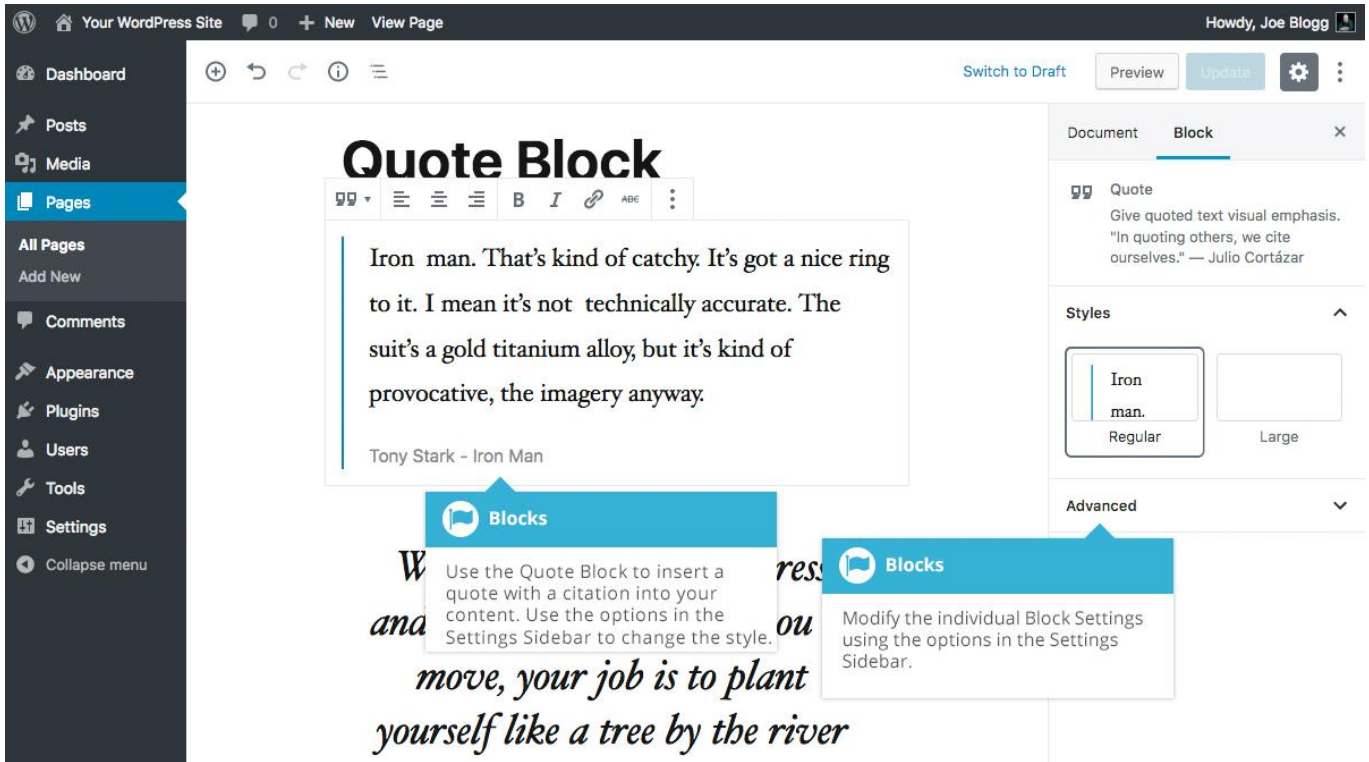 Your WordPress Site 0 New View Page Howdy, Joe Blogg
Dashboard
Posts
Media
Pages
All Pages
Add New
Comments
Appearance
Plugins
Users
Tools
Settings
Collapse menu
Switch to Draft Preview Update
Quote Block
B I ABC
Iron  man. That’s kind of catchy. It’s got a nice ring
to it. I mean it’s not  technically accurate. The
suit’s a gold titanium alloy, but it’s kind of
provocative, the imagery anyway.
Tony Stark - Iron Man
Blocks
Use the Quote Block to insert a
quote with a citation into your
content. Use the options in the
Settings Sidebar to change the style.
and
move, your job is to plant
yourself like a tree by the river
Document Block
Quote
Give quoted text visual emphasis.
"In quoting others, we cite
ourselves." — Julio Cortázar
Styles
Iron
man.
Regular
Large
Advanced
Blocks
Modify the individual Block Settings
using the options in the Settings
Sidebar.